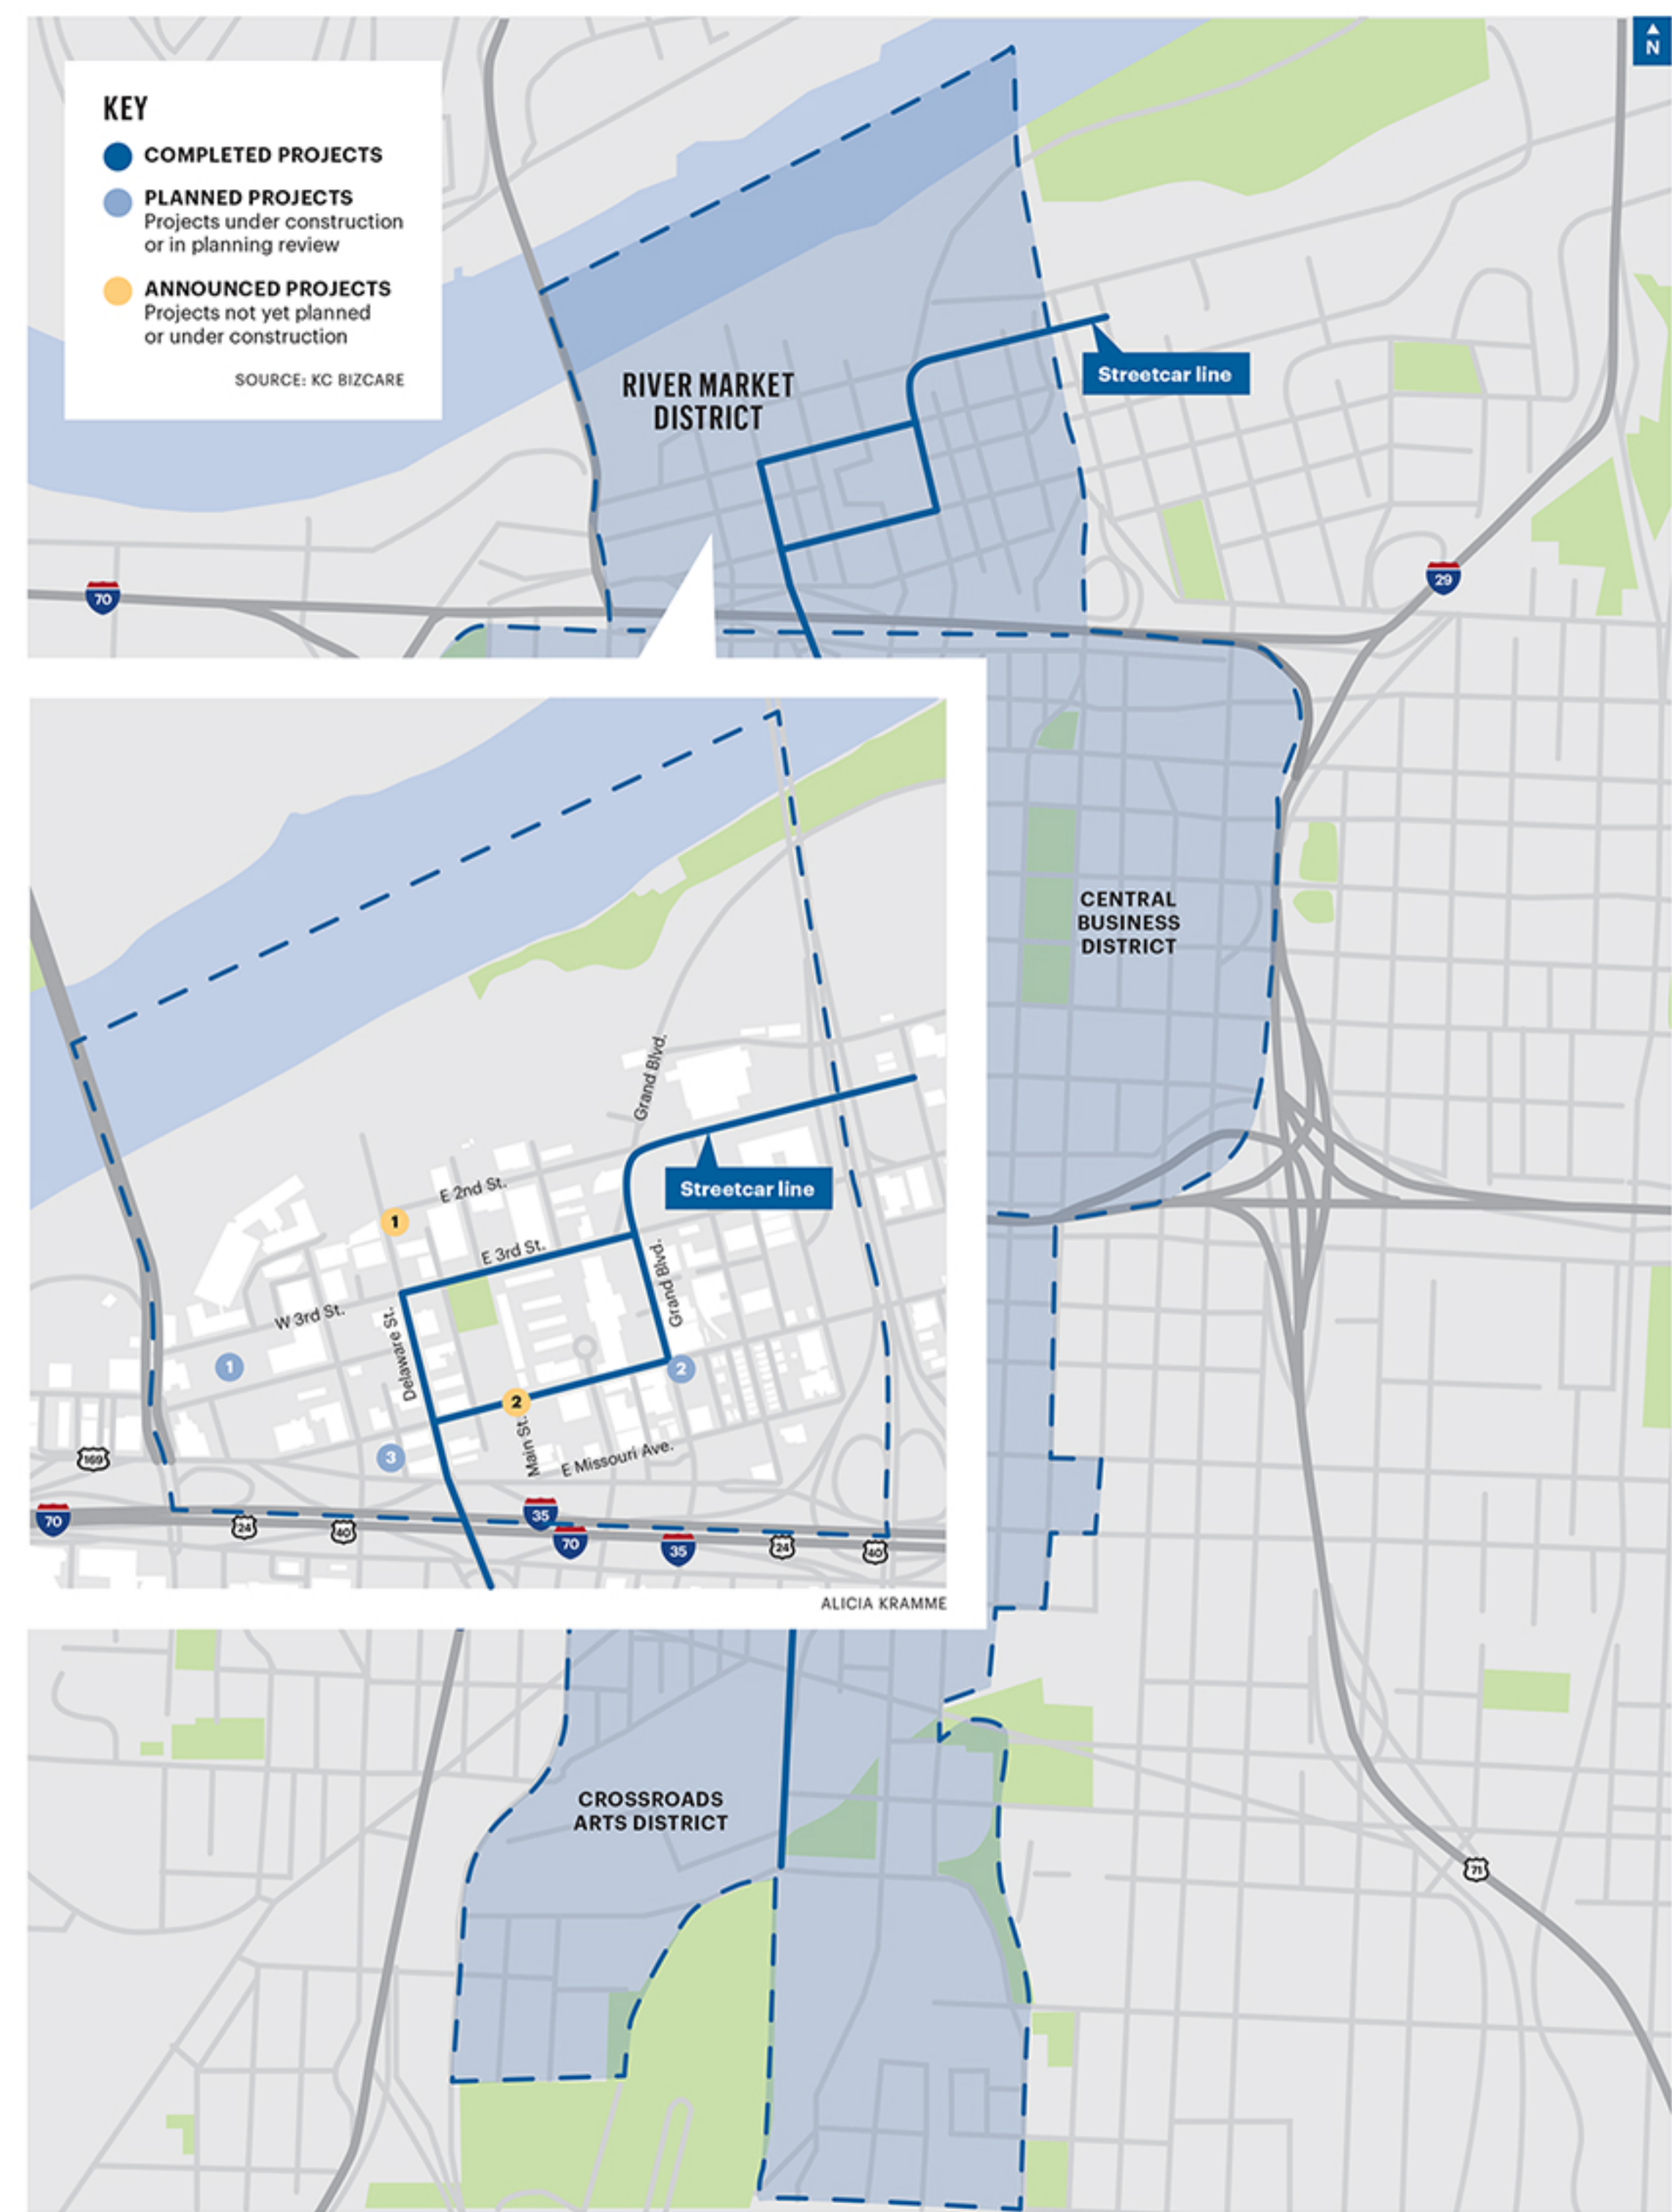 N
KEY
COMPLETED PROJECTS
PLANNED PROJECTS
Projects under construction
or in planning review
ANNOUNCED PROJECTS
Projects not yet planned
or under construction
SOURCE: KC BIZCARE
RIVER MARKET
DISTRICT
Streetcar line
70
29
CENTRAL
BUSINESS
DISTRICT
Grand Blvd.
Streetcar line
E 2nd St.
1
E 3rd St.
Grand Blvd.
W 3rd St.
Delaware St.
1
2
2
Main St.
E Missouri Ave.
3
169
70
24
40
35
70
35
24
40
ALICIA KRAMME
CROSSROADS
ARTS DISTRICT
71